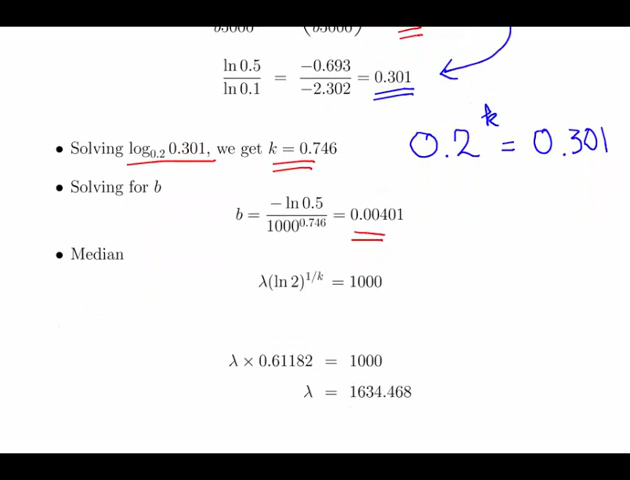 ln 0.5 / ln 0.1 = −0.693 / −2.302 = 0.301
0.2^k = 0.301
• Solving log_{0.2} 0.301, we get k = 0.746
• Solving for b
b = − ln 0.5 / 1000^{0.746} = 0.00401
• Median
λ(ln 2)^{1/k} = 1000
λ × 0.61182 = 1000
λ = 1634.468